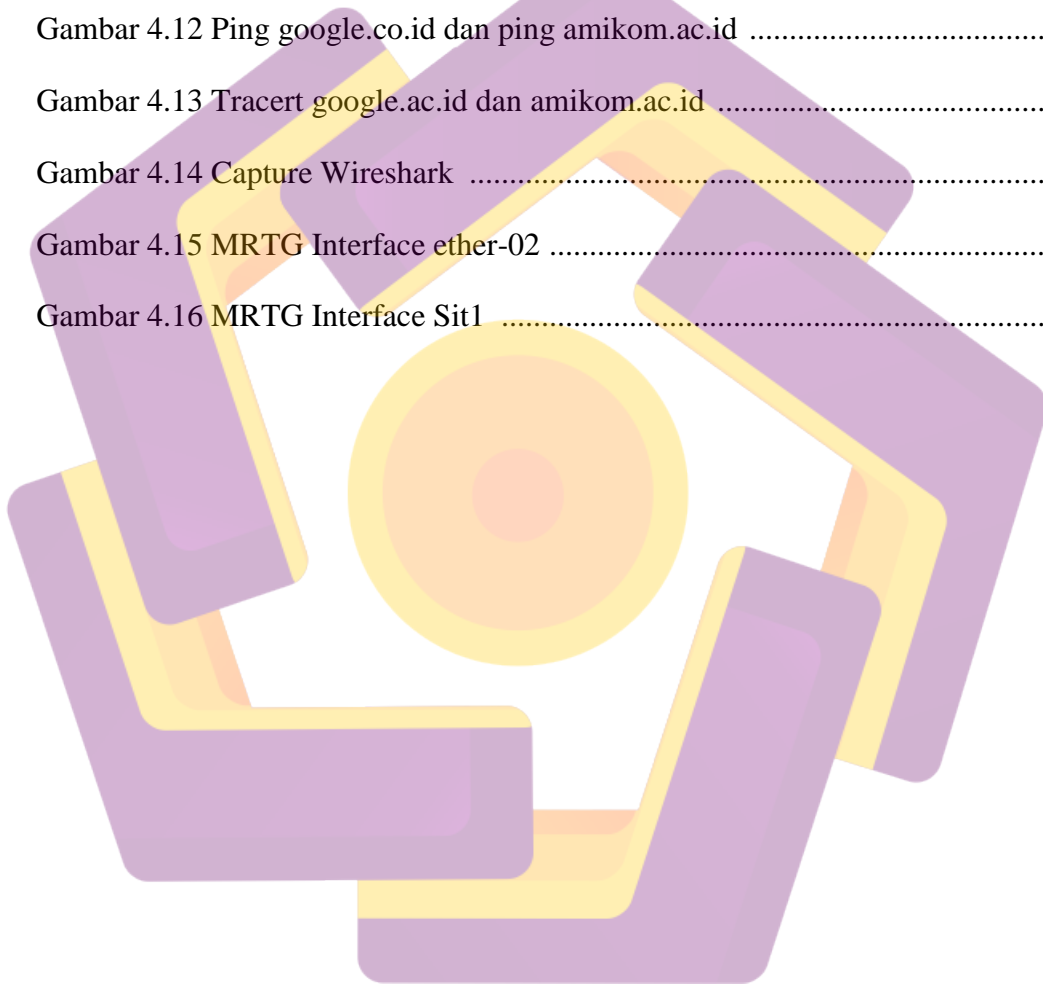 Gambar 4.12 Ping google.co.id dan ping amikom.ac.id ....................................
Gambar 4.13 Tracert google.ac.id dan amikom.ac.id ........................................
Gambar 4.14 Capture Wireshark ........................................................................
Gambar 4.15 MRTG Interface ether-02 ..............................................................
Gambar 4.16 MRTG Interface Sit1 ....................................................................